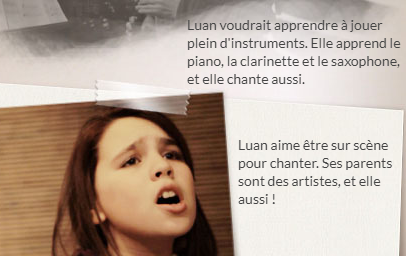 Luan voudrait apprendre à jouer
plein d'instruments. Elle apprend le
piano, la clarinette et le saxophone,
et elle chante aussi.
Luan aime être sur scène
pour chanter. Ses parents
sont des artistes, et elle
aussi !